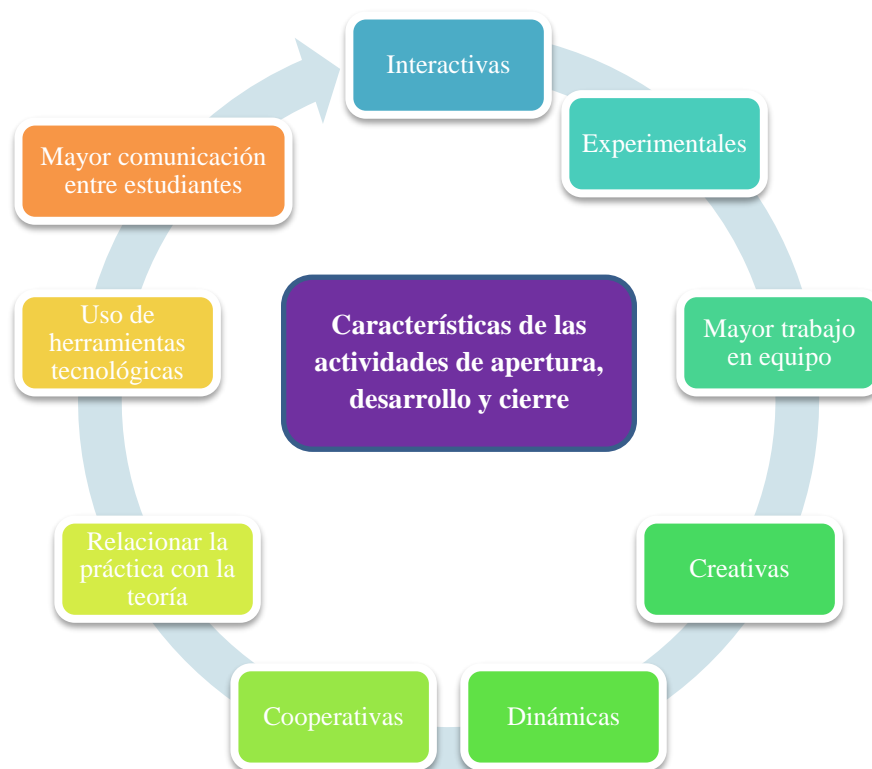 Interactivas
Experimentales
Mayor trabajo
en equipo
Creativas
Dinámicas
Cooperativas
Relacionar la
práctica con la
teoría
Uso de
herramientas
tecnológicas
Mayor comunicación
entre estudiantes
Características de las
actividades de apertura,
desarrollo y cierre